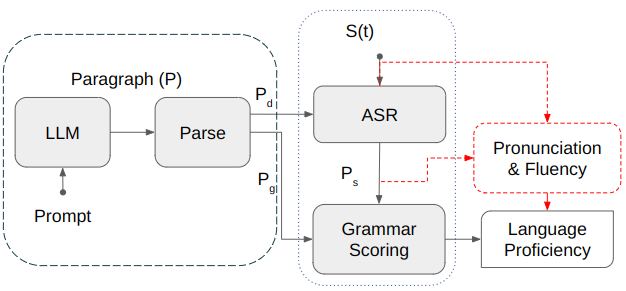 S(t)
Paragraph (P)
P_d
LLM
Parse
ASR
Pronunciation
& Fluency
P_s
P_gl
Prompt
Grammar
Scoring
Language
Proficiency